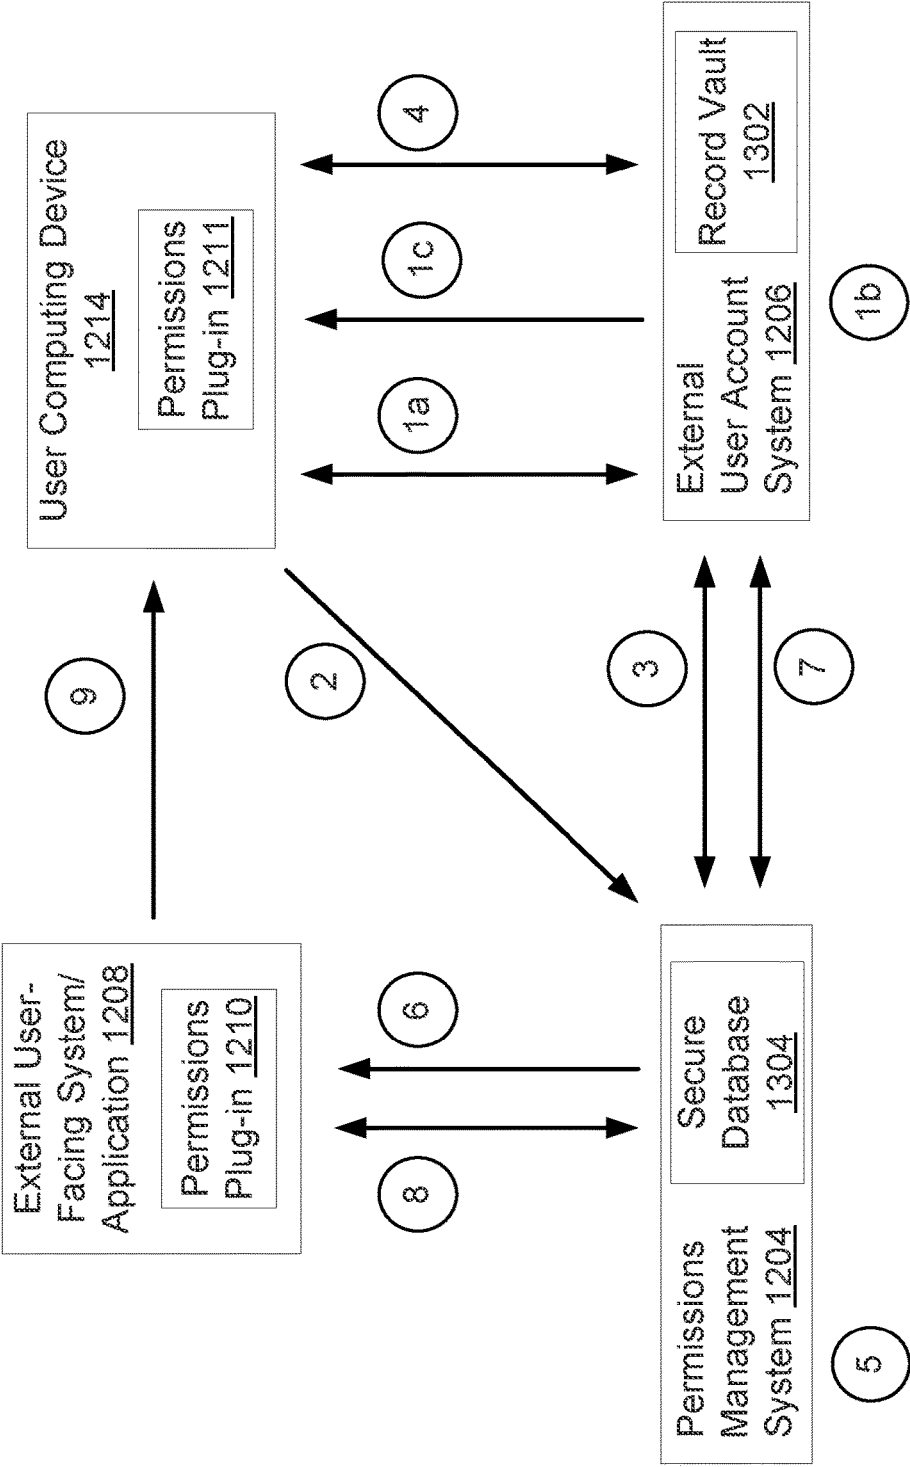 External User-
Facing System/
Application 1208
Permissions
Plug-in 1210
9
User Computing Device
1214
Permissions
Plug-in 1211
8
6
2
1a
1c
4
Permissions
Management
System 1204
Secure
Database
1304
5
3
7
External
User Account
System 1206
Record Vault
1302
1b